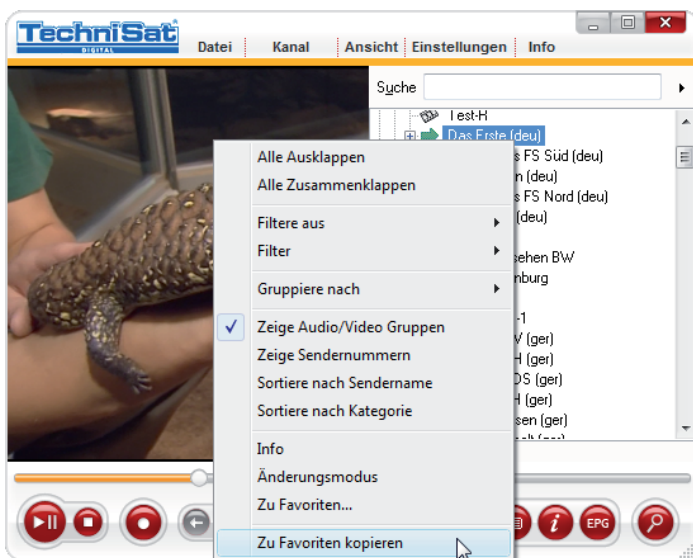 TechniSat
DIGITAL
Datei Kanal Ansicht Einstellungen Info
Suche
Test-R
Das Erste (deu)
FS Süd (deu)
(deu)
FS Nord (deu)
(deu)
sehen BW
nburg
(ger)
(ger)
(ger)
(ger)
sen (ger)
Alle Ausklappen
Alle Zusammenklappen
Filtere aus
Filter
Gruppiere nach
Zeige Audio/Video Gruppen
Zeige Sendernummern
Sortiere nach Sendername
Sortiere nach Kategorie
Info
Änderungsmodus
Zu Favoriten...
Zu Favoriten kopieren
i
EPG